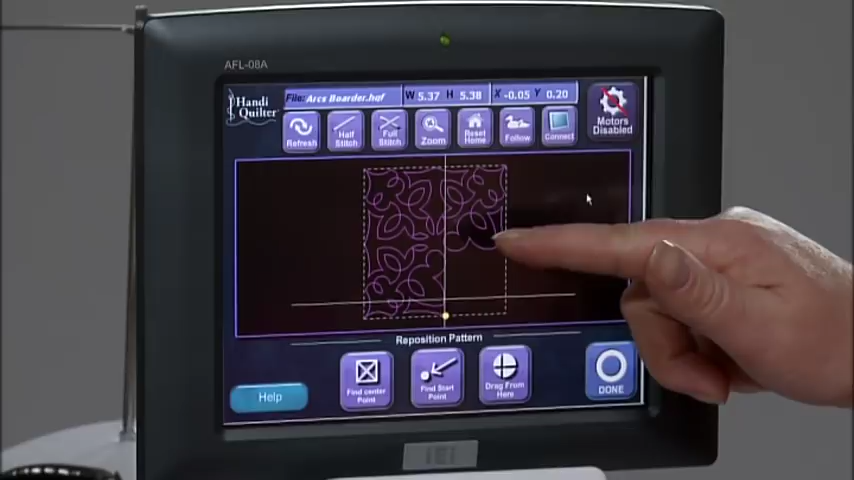 AFL-08A
Handi
Quilter
File: Arcs Boarder.hqf W 5.37 H 5.38 X -0.05 Y 0.20
Motors
Disabled
Refresh
Half
Stitch
Full
Stitch
Zoom
Reset
Home
Follow
Connect
Reposition Pattern
Help
Find center
Point
Find Start
Point
Drag From
Here
DONE
IEI